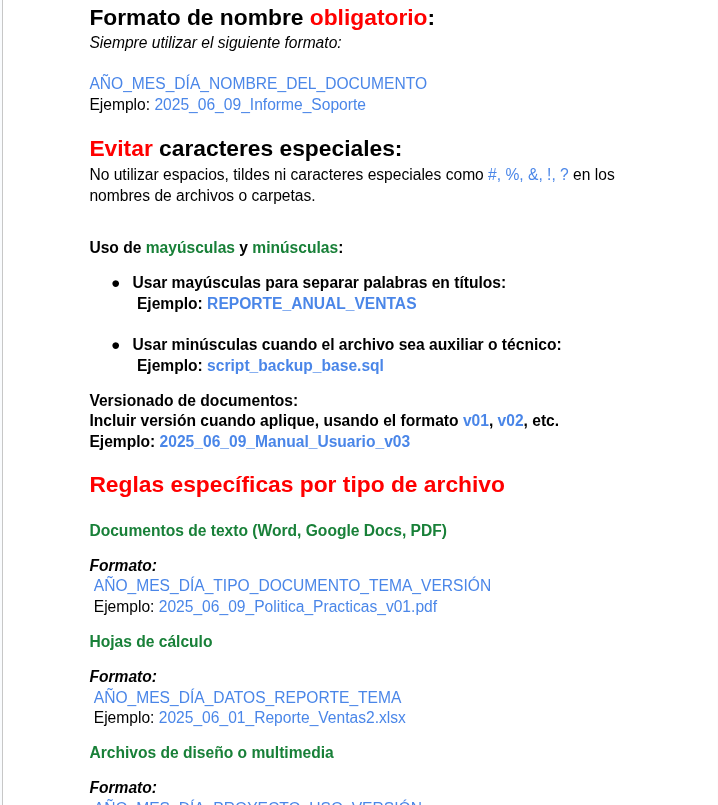 Formato de nombre obligatorio:
Siempre utilizar el siguiente formato:
AÑO_MES_DÍA_NOMBRE_DEL_DOCUMENTO
Ejemplo: 2025_06_09_Informe_Soporte
Evitar caracteres especiales:
No utilizar espacios, tildes ni caracteres especiales como #, %, &, !, ? en los
nombres de archivos o carpetas.
Uso de mayúsculas y minúsculas:
● Usar mayúsculas para separar palabras en títulos:
Ejemplo: REPORTE_ANUAL_VENTAS
● Usar minúsculas cuando el archivo sea auxiliar o técnico:
Ejemplo: script_backup_base.sql
Versionado de documentos:
Incluir versión cuando aplique, usando el formato v01, v02, etc.
Ejemplo: 2025_06_09_Manual_Usuario_v03
Reglas específicas por tipo de archivo
Documentos de texto (Word, Google Docs, PDF)
Formato:
AÑO_MES_DÍA_TIPO_DOCUMENTO_TEMA_VERSIÓN
Ejemplo: 2025_06_09_Politica_Practicas_v01.pdf
Hojas de cálculo
Formato:
AÑO_MES_DÍA_DATOS_REPORTE_TEMA
Ejemplo: 2025_06_01_Reporte_Ventas2.xlsx
Archivos de diseño o multimedia
Formato:
AÑO_MES_DÍA_PROYECTO_USO_VERSIÓN